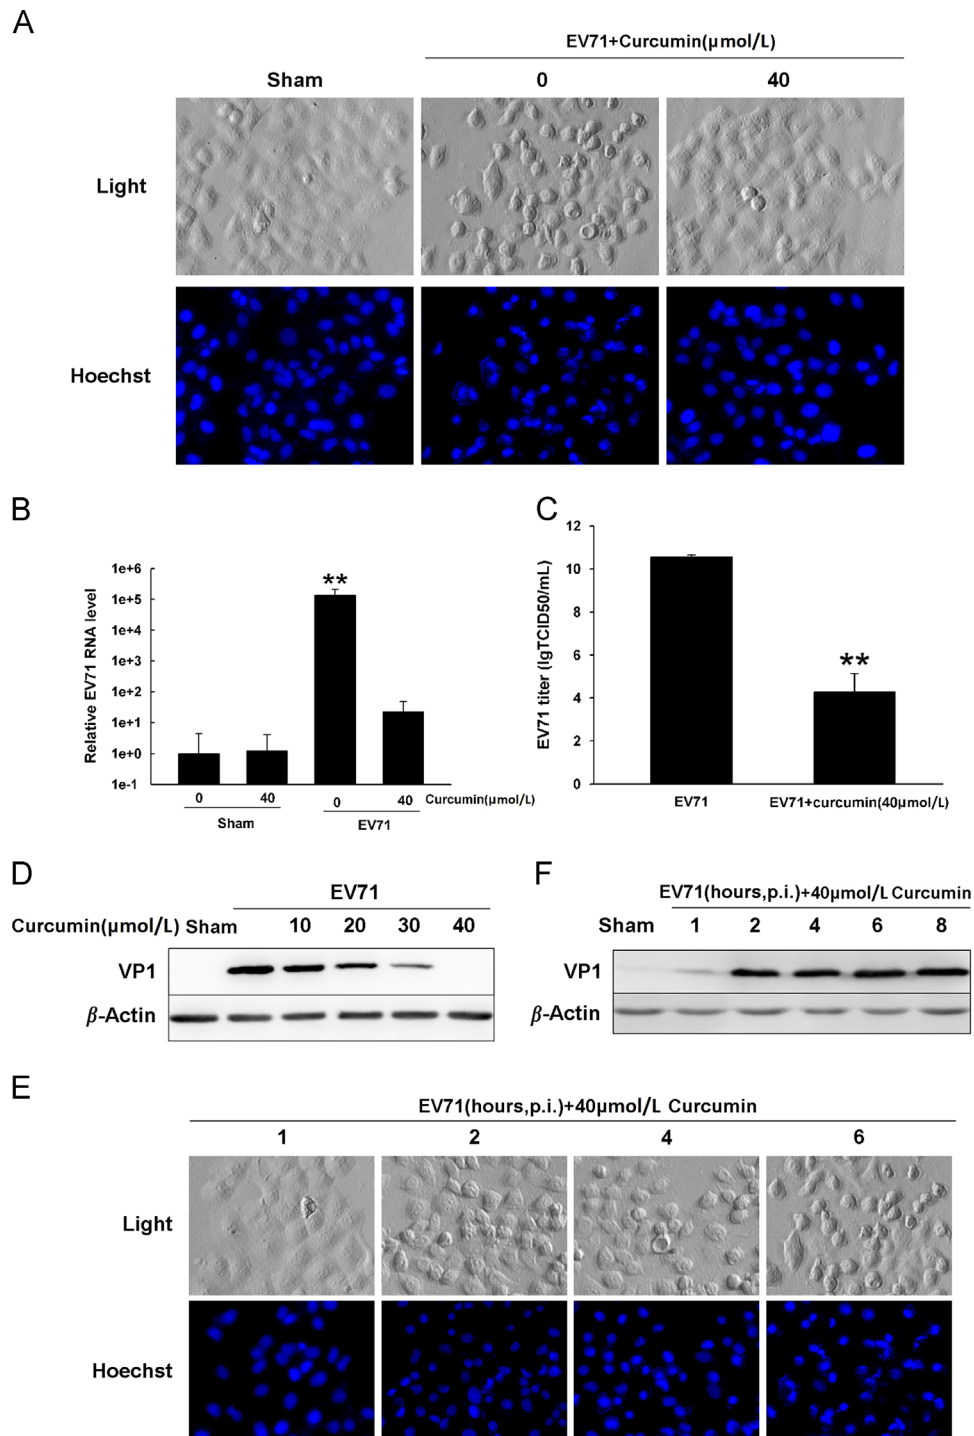 A
EV71+Curcumin(μmol/L)
Sham 0 40
Light
Hoechst
B
Relative EV71 RNA level
1e+6
1e+5
1e+4
1e+3
1e+2
1e+1
1e+0
1e-1
**
0 40 0 40 Curcumin(μmol/L)
Sham EV71
C
EV71 titer (lgTCID50/mL)
12
10
8
6
4
2
0
**
EV71 EV71+curcumin(40μmol/L)
D
EV71
Curcumin(μmol/L) Sham 10 20 30 40
VP1
β-Actin
F
EV71(hours,p.i.)+40μmol/L Curcumin
Sham 1 2 4 6 8
VP1
β-Actin
E
EV71(hours,p.i.)+40μmol/L Curcumin
1 2 4 6
Light
Hoechst